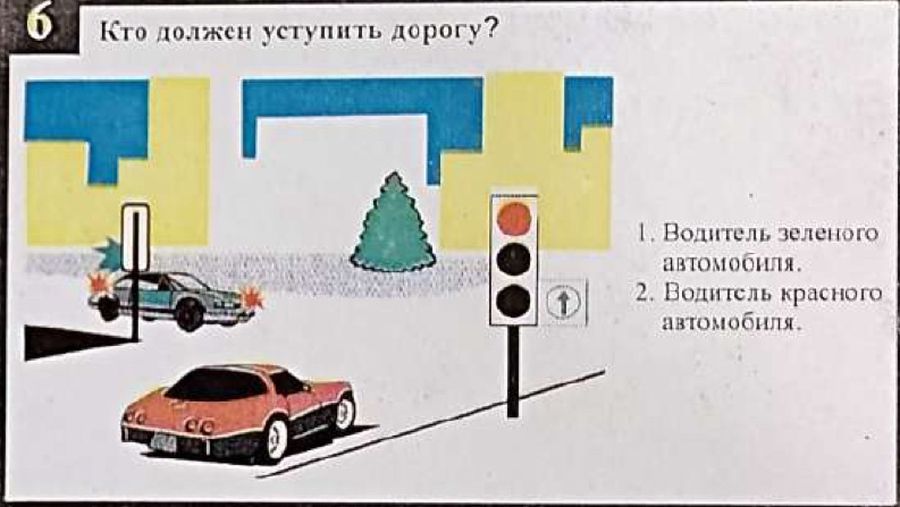 6
Кто должен уступить дорогу?
1. Водитель зеленого
автомобиля.
2. Водитель красного
автомобиля.